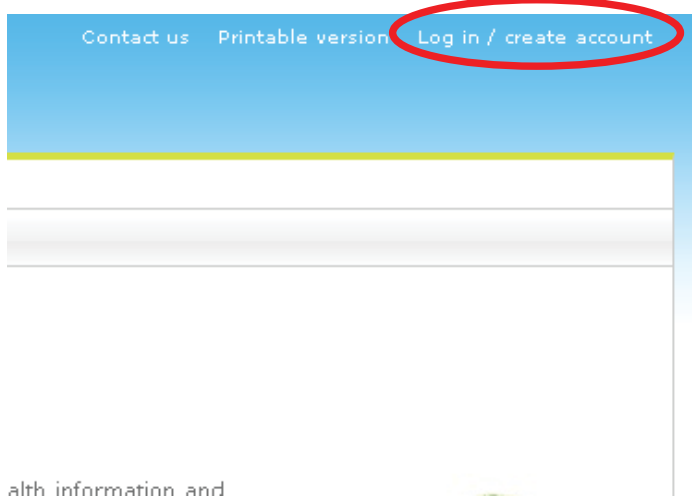 Contact us Printable version Log in / create account
alth information and